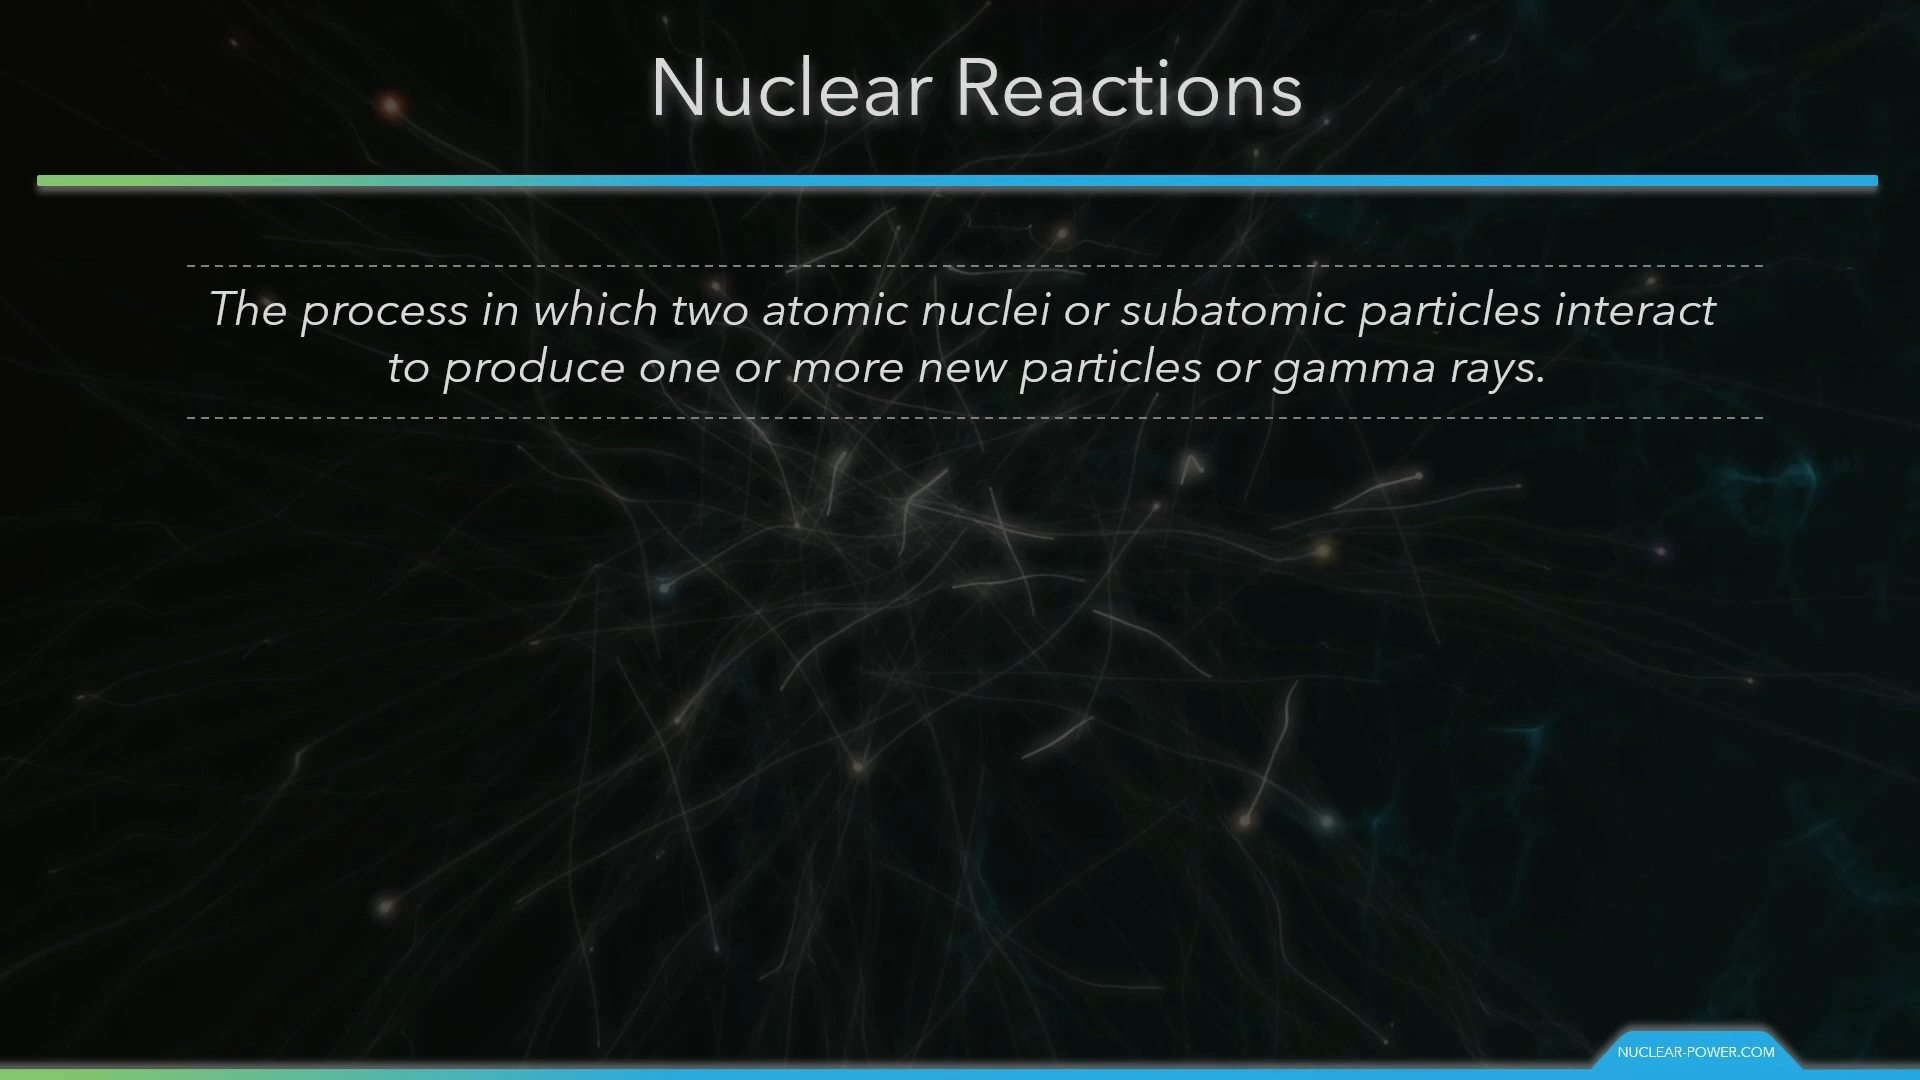 Nuclear Reactions
The process in which two atomic nuclei or subatomic particles interact
to produce one or more new particles or gamma rays.
NUCLEAR-POWER.COM